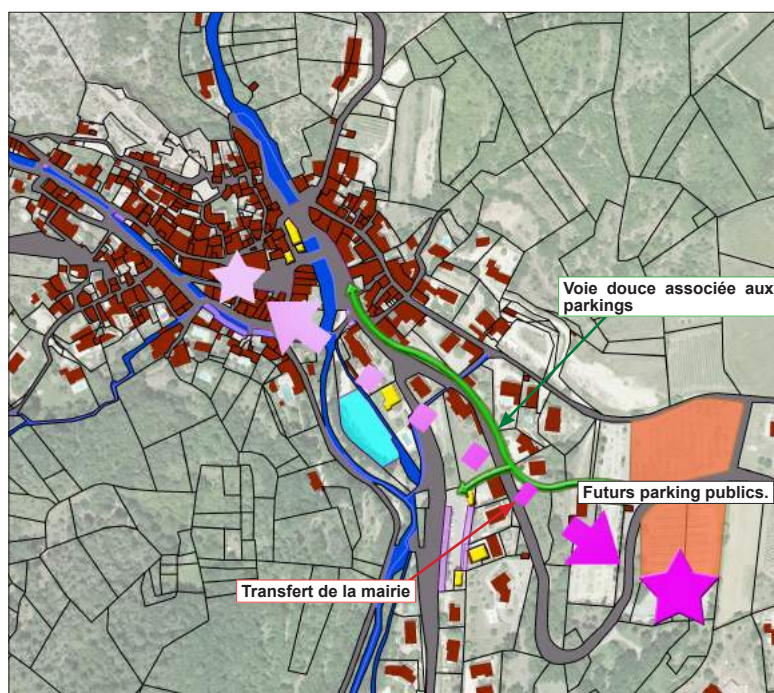 Voie douce associée aux
parkings
Futurs parking publics.
Transfert de la mairie